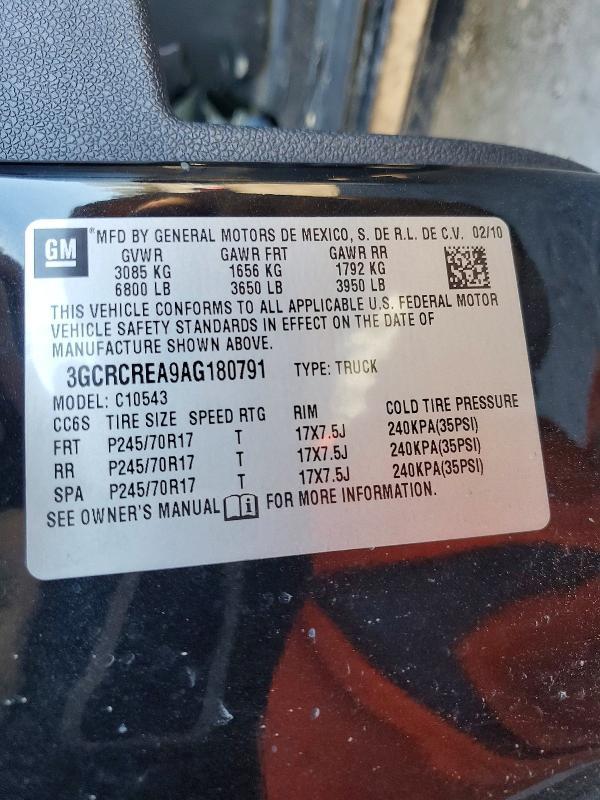 GM ® MFD BY GENERAL MOTORS DE MEXICO, S. DE R.L. DE C.V. 02/10
GVWR GAWR FRT GAWR RR
3085 KG 1656 KG 1792 KG
6800 LB 3650 LB 3950 LB
THIS VEHICLE CONFORMS TO ALL APPLICABLE U.S. FEDERAL MOTOR
VEHICLE SAFETY STANDARDS IN EFFECT ON THE DATE OF
MANUFACTURE SHOWN ABOVE.
3GCRCREA9AG180791 TYPE: TRUCK
MODEL: C10543
CC6S TIRE SIZE SPEED RTG RIM COLD TIRE PRESSURE
FRT P245/70R17 T 17X7.5J 240KPA(35PSI)
RR P245/70R17 T 17X7.5J 240KPA(35PSI)
SPA P245/70R17 T 17X7.5J 240KPA(35PSI)
SEE OWNER'S MANUAL FOR MORE INFORMATION.